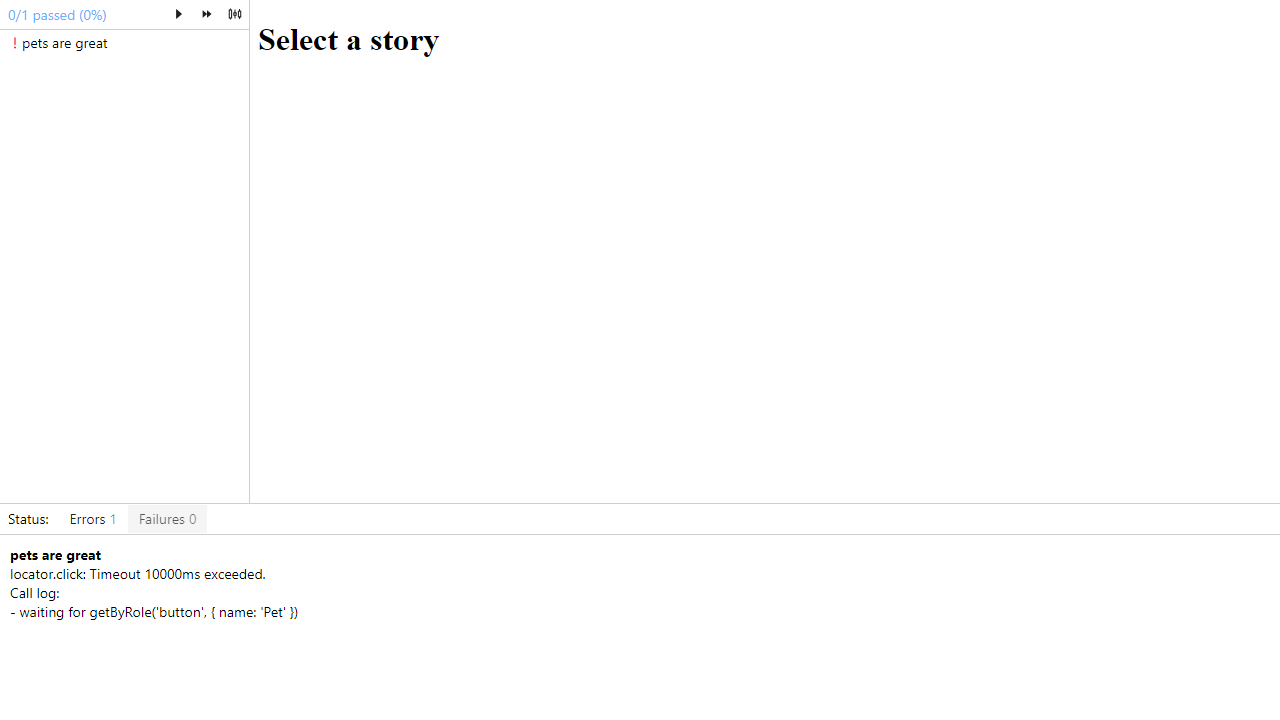 0/1 passed (0%)
! pets are great
Select a story
Status: Errors 1 Failures 0
pets are great
locator.click: Timeout 10000ms exceeded.
Call log:
- waiting for getByRole('button', { name: 'Pet' })